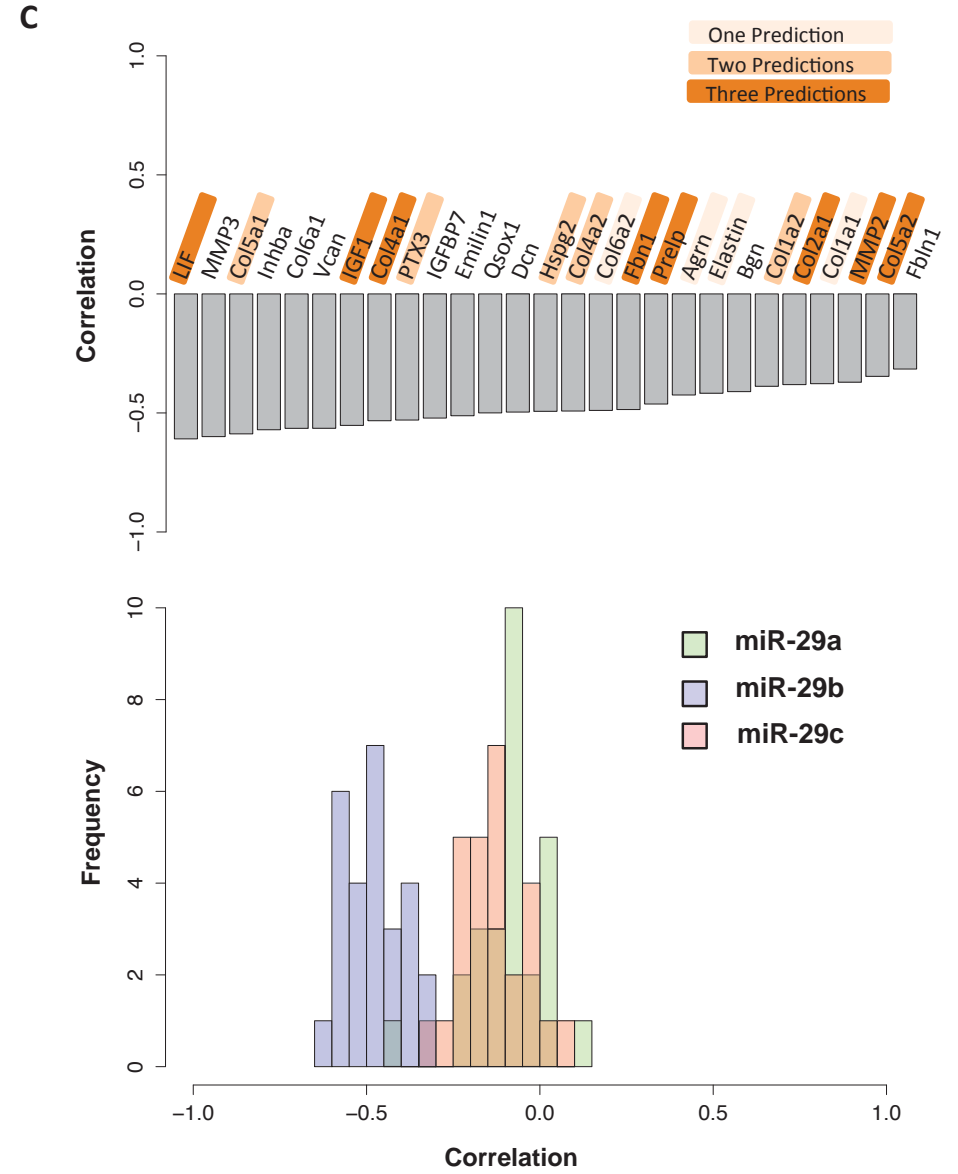 C
One Prediction
Two Predictions
Three Predictions
1.0
0.5
0.0
−0.5
−1.0
Correlation
LIF
MMP3
Col5a1
Inhba
Col6a1
Vcan
IGF1
Col4a1
PTX3
IGFBP7
Emilin1
Qsox1
Dcn
Hspg2
Col4a2
Col6a2
Fbn1
Prelp
Agrn
Elastin
Bgn
Col1a2
Col2a1
Col1a1
MMP2
Col5a2
Fbln1
10
8
6
4
2
0
Frequency
miR-29a
miR-29b
miR-29c
−1.0
−0.5
0.0
0.5
1.0
Correlation